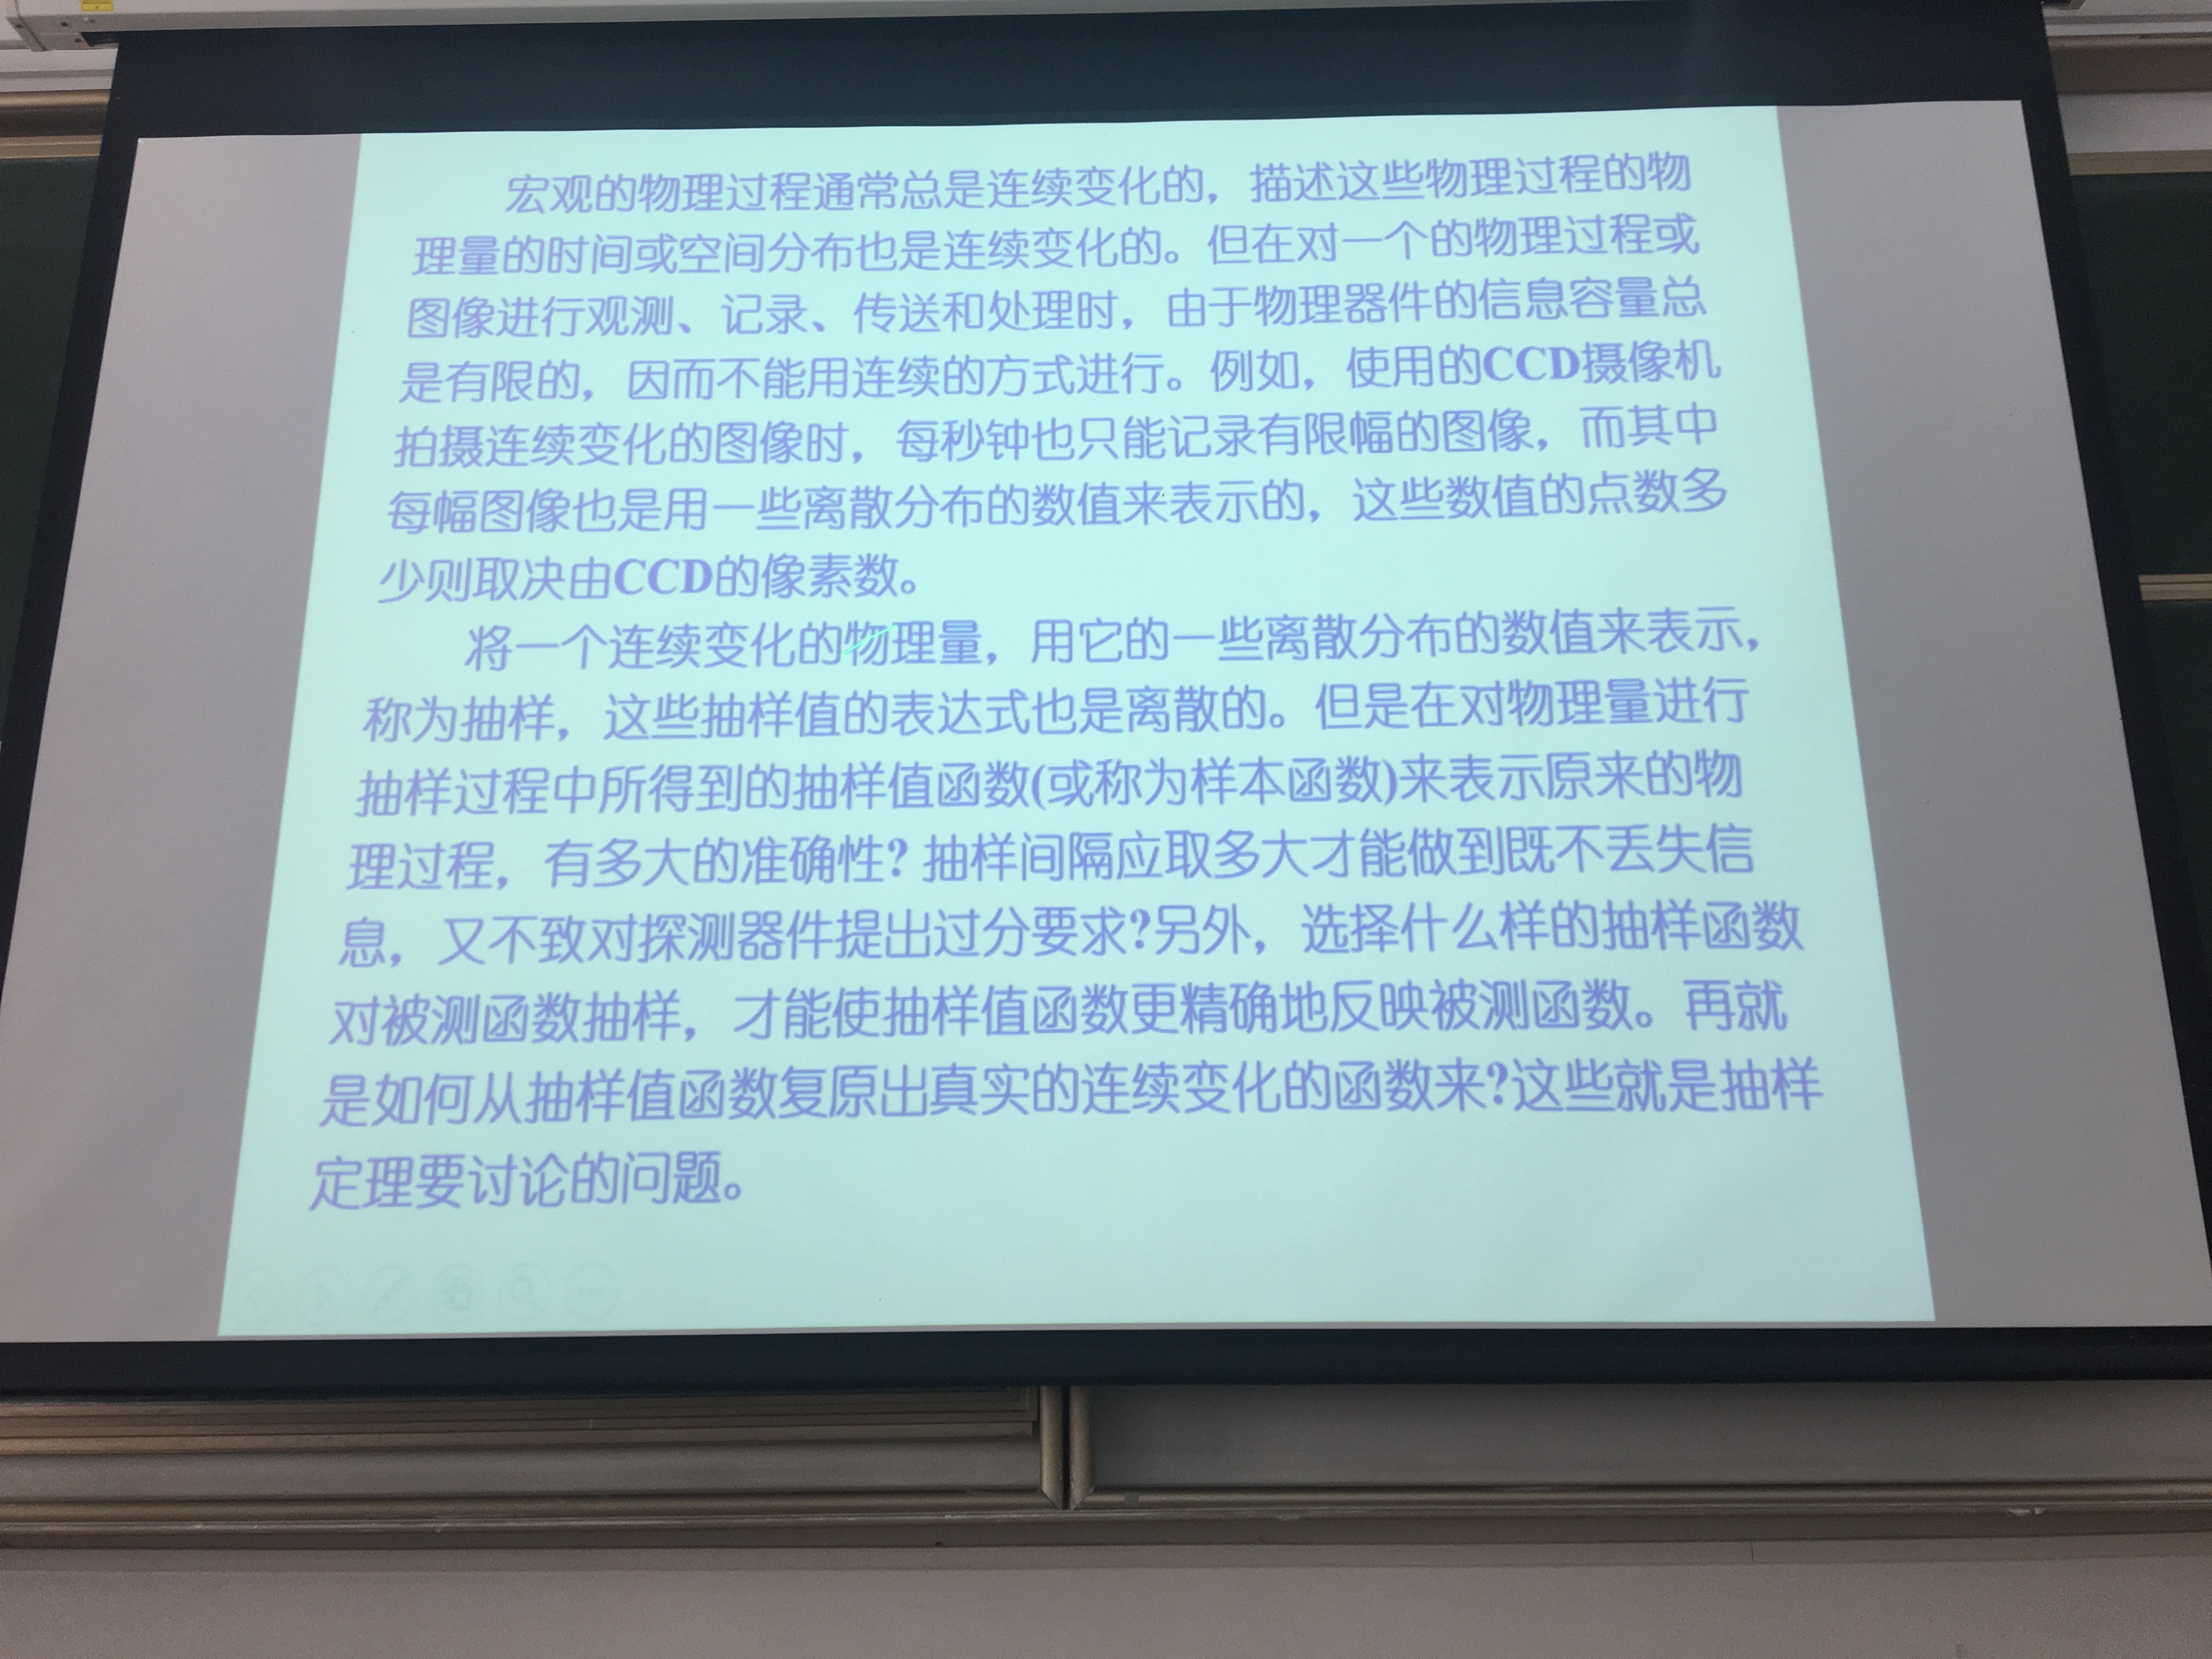 宏观的物理过程通常总是连续变化的，描述这些物理过程的物
理量的时间或空间分布也是连续变化的。但在对一个的物理过程或
图像进行观测、记录、传送和处理时，由于物理器件的信息容量总
是有限的，因而不能用连续的方式进行。例如，使用的CCD摄像机
拍摄连续变化的图像时，每秒钟也只能记录有限幅的图像，而其中
每幅图像也是用一些离散分布的数值来表示的，这些数值的点数多
少则取决由CCD的像素数。
将一个连续变化的物理量，用它的一些离散分布的数值来表示，
称为抽样，这些抽样值的表达式也是离散的。但是在对物理量进行
抽样过程中所得到的抽样值函数(或称为样本函数)来表示原来的物
理过程，有多大的准确性? 抽样间隔应取多大才能做到既不丢失信
息，又不致对探测器件提出过分要求?另外，选择什么样的抽样函数
对被测函数抽样，才能使抽样值函数更精确地反映被测函数。再就
是如何从抽样值函数复原出真实的连续变化的函数来?这些就是抽样
定理要讨论的问题。